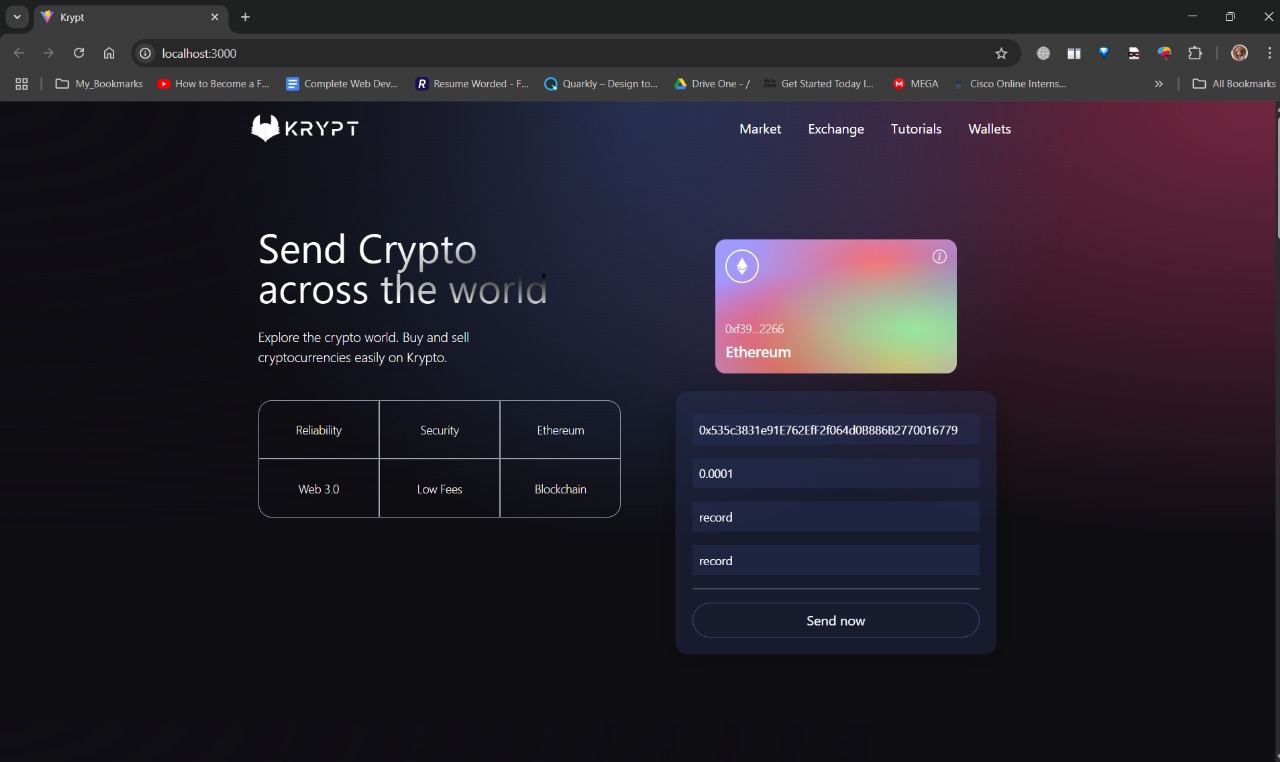 Krypt
localhost:3000
My_Bookmarks
How to Become a F...
Complete Web Dev...
Resume Worded - F...
Quarkly – Design to...
Drive One - /
Get Started Today I...
MEGA
Cisco Online Interns...
All Bookmarks
KRYPT
Market
Exchange
Tutorials
Wallets
Send Crypto
across the world
Explore the crypto world. Buy and sell
cryptocurrencies easily on Krypto.
Reliability
Security
Ethereum
Web 3.0
Low Fees
Blockchain
0xf39...2266
Ethereum
0x535c3831e91E762EfF2f064d0B886B2770016779
0.0001
record
record
Send now